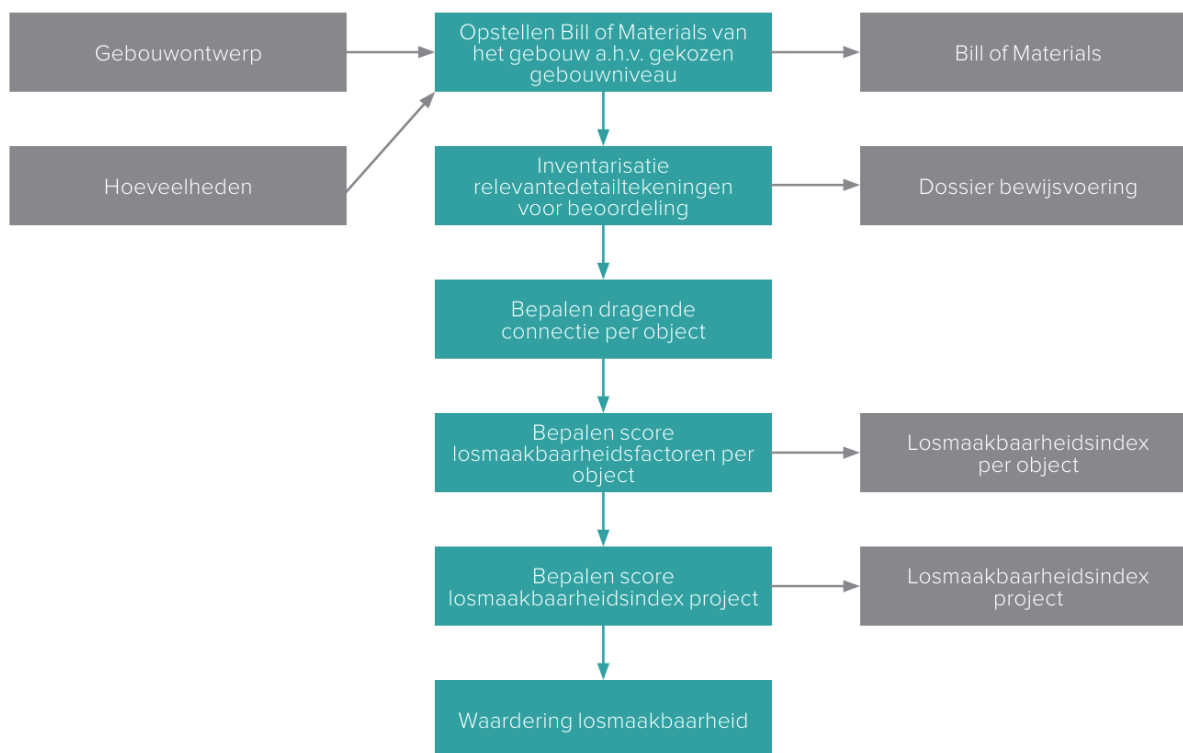 Gebouwontwerp
Opstellen Bill of Materials van
het gebouw a.h.v. gekozen
gebouwniveau
Bill of Materials
Hoeveelheden
Inventarisatie
relevantedetailtekeningen
voor beoordeling
Dossier bewijsvoering
Bepalen dragende
connectie per object
Bepalen score
losmaakbaarheidsfactoren per
object
Losmaakbaarheidsindex
per object
Bepalen score
losmaakbaarheidsindex project
Losmaakbaarheidsindex
project
Waardering losmaakbaarheid